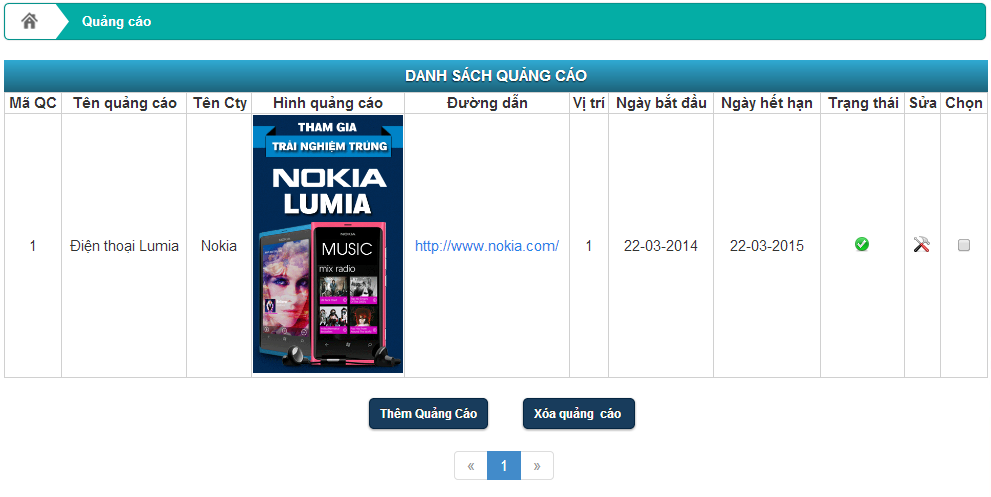 Quảng cáo
DANH SÁCH QUẢNG CÁO
Mã QC Tên quảng cáo Tên Cty Hình quảng cáo Đường dẫn Vị trí Ngày bắt đầu Ngày hết hạn Trạng thái Sửa Chọn
THAM GIA
TRẢI NGHIỆM TRÚNG
NOKIA
LUMIA
MUSIC
mix radio
1 Điện thoại Lumia Nokia http://www.nokia.com/ 1 22-03-2014 22-03-2015
Thêm Quảng Cáo Xóa quảng cáo
« 1 »